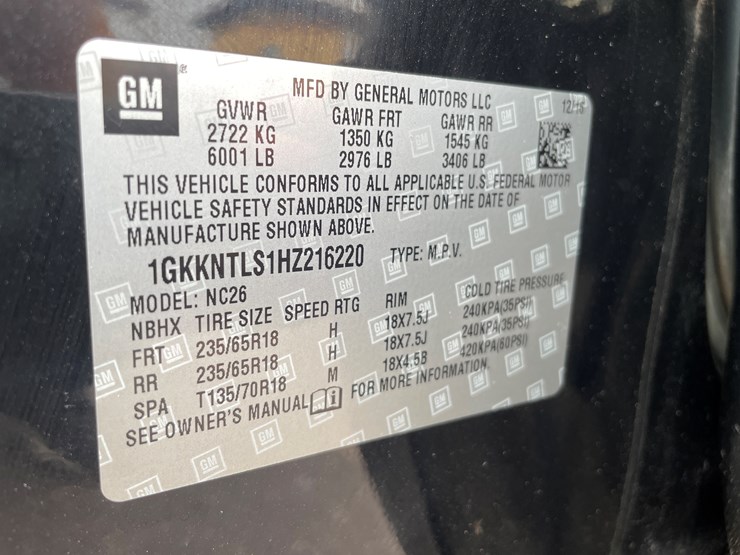 GM
MFD BY GENERAL MOTORS LLC
12/16
GVWR GAWR FRT GAWR RR
2722 KG 1350 KG 1545 KG
6001 LB 2976 LB 3406 LB
THIS VEHICLE CONFORMS TO ALL APPLICABLE U.S. FEDERAL MOTOR
VEHICLE SAFETY STANDARDS IN EFFECT ON THE DATE OF
MANUFACTURE SHOWN ABOVE.
1GKKNTLS1HZ216220 TYPE: M.P.V.
MODEL: NC26
NBHX TIRE SIZE SPEED RTG RIM COLD TIRE PRESSURE
FRT 235/65R18 H 18X7.5J 240KPA(35PSI)
RR 235/65R18 H 18X7.5J 240KPA(35PSI)
SPA T135/70R18 M 18X4.5B 420KPA(60PSI)
SEE OWNER'S MANUAL i FOR MORE INFORMATION.